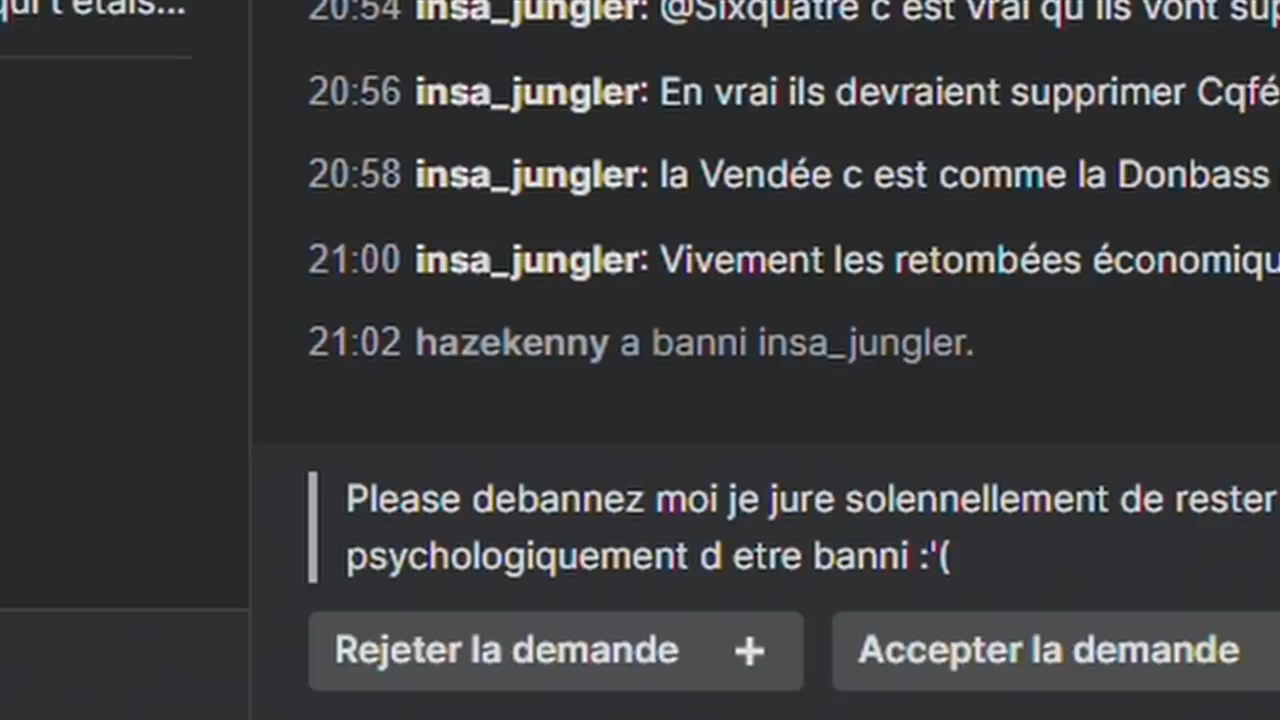 qui t'étais...
20:54 insa_jungler: @Sixquatre c est vrai qu ils vont
20:56 insa_jungler: En vrai ils devraient supprimer Cqfé
20:58 insa_jungler: la Vendée c est comme la Donbass
21:00 insa_jungler: Vivement les retombées économiqu
21:02 hazekenny a banni insa_jungler.
Please debannez moi je jure solennellement de rester
psychologiquement d etre banni :'(
Rejeter la demande +
Accepter la demande